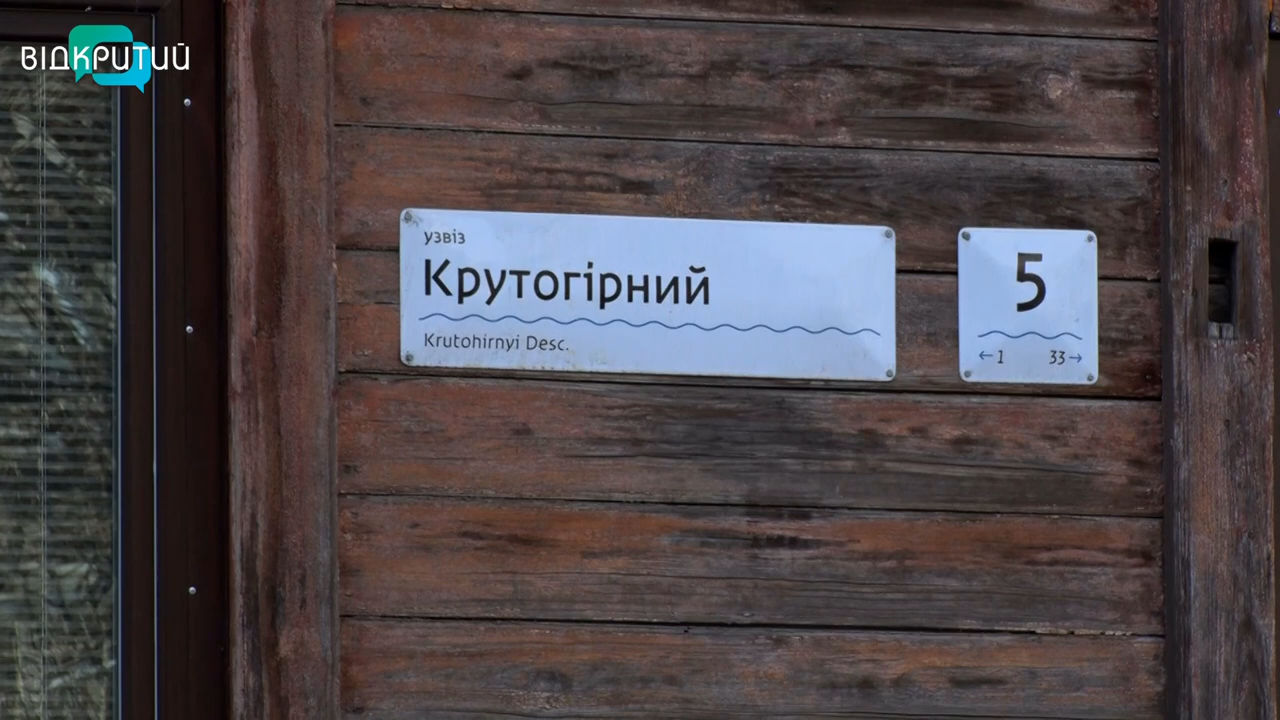 ВІДКРИТИЙ
узвіз
Крутогірний
Krutohirnyi Desc.
5
←1 33→